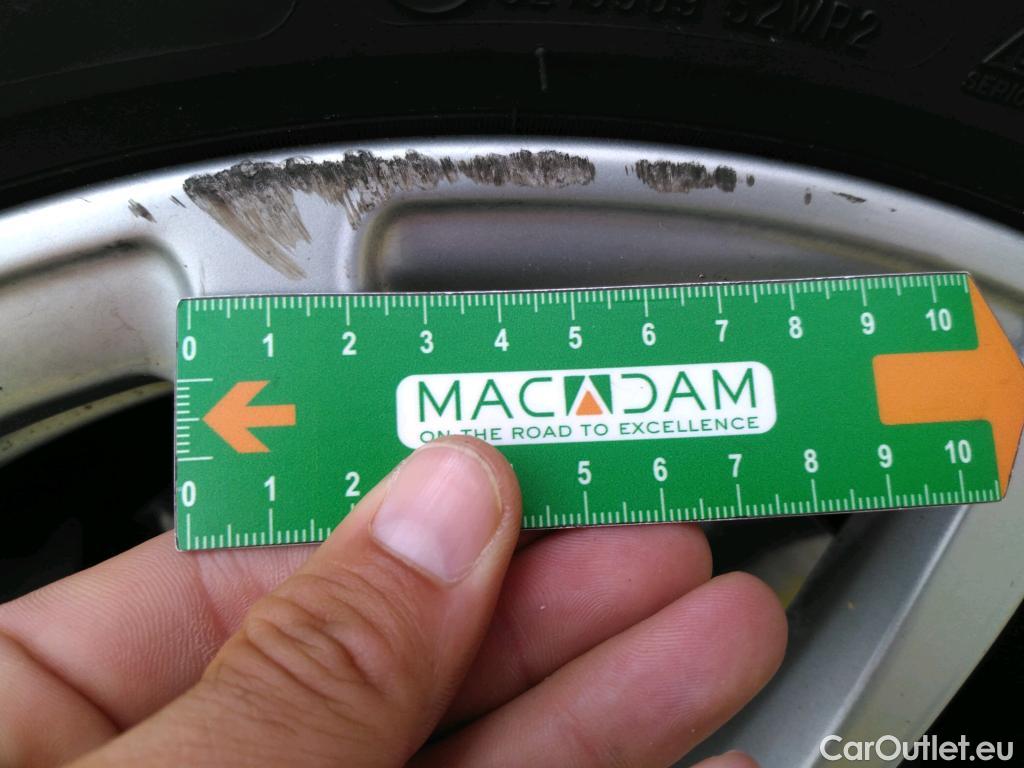 S2WR2
0 1 2 3 4 5 6 7 8 9 10
MACADAM
ON THE ROAD TO EXCELLENCE
0 1 2 5 6 7 8 9 10
CarOutlet.eu